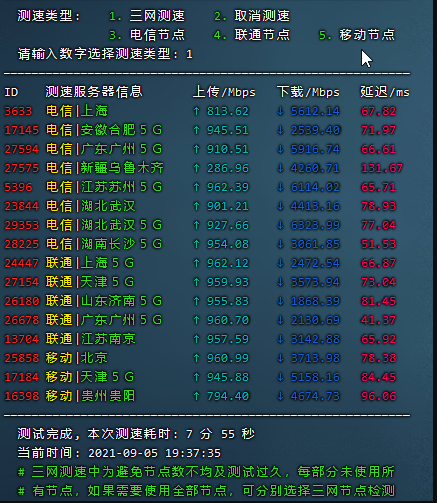 测速类型: 1. 三网测速 2. 取消测速
3. 电信节点 4. 联通节点 5. 移动节点
请输入数字选择测速类型: 1
ID 测速服务器信息 上传/Mbps 下载/Mbps 延迟/ms
3633 电信|上海 ↑ 813.62 ↓ 5612.14 67.82
17145 电信|安徽合肥5G ↑ 945.51 ↓ 2539.40 71.97
27594 电信|广东广州5G ↑ 910.51 ↓ 5916.74 66.61
27575 电信|新疆乌鲁木齐 ↑ 286.96 ↓ 4260.71 131.67
5396 电信|江苏苏州5G ↑ 962.39 ↓ 6114.02 65.71
23844 电信|湖北武汉 ↑ 901.21 ↓ 4413.16 78.93
29353 电信|湖北武汉5G ↑ 927.66 ↓ 6323.99 77.04
28225 电信|湖南长沙5G ↑ 954.08 ↓ 3061.85 51.53
24447 联通|上海5G ↑ 962.12 ↓ 2472.54 66.87
27154 联通|天津5G ↑ 959.93 ↓ 3573.94 73.04
26180 联通|山东济南5G ↑ 955.83 ↓ 1868.39 81.45
26678 联通|广东广州5G ↑ 960.70 ↓ 2130.69 41.37
13704 联通|江苏南京 ↑ 957.59 ↓ 3142.88 65.92
25858 移动|北京 ↑ 960.99 ↓ 3713.98 78.38
17184 移动|天津5G ↑ 945.88 ↓ 5158.16 84.45
16398 移动|贵州贵阳 ↑ 794.40 ↓ 4674.73 96.06
测试完成, 本次测速耗时: 7 分 55 秒
当前时间: 2021-09-05 19:37:35
# 三网测速中为避免节点数不均及测试过久，每部分未使用所
# 有节点，如果需要使用全部节点，可分别选择三网节点检测